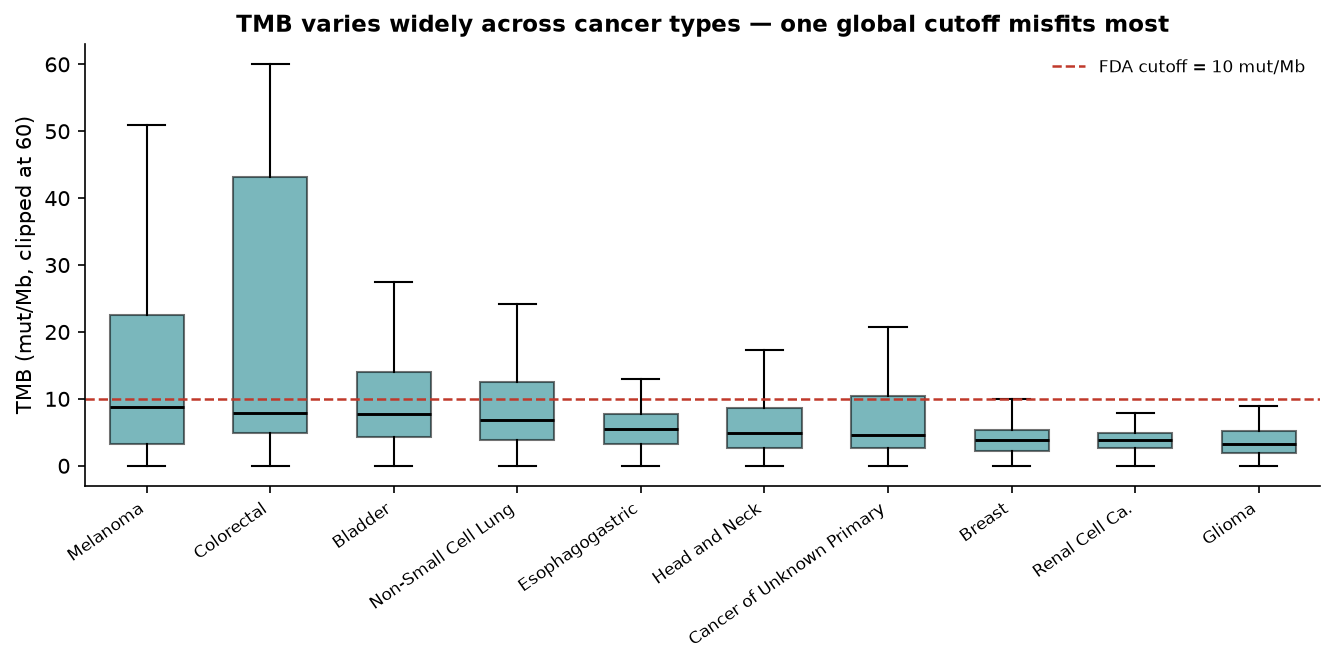 TMB varies widely across cancer types — one global cutoff misfits most
FDA cutoff = 10 mut/Mb
TMB (mut/Mb, clipped at 60)
60
50
40
30
20
10
0
Melanoma
Colorectal
Bladder
Non-Small Cell Lung
Esophagogastric
Head and Neck
Cancer of Unknown Primary
Breast
Renal Cell Ca.
Glioma